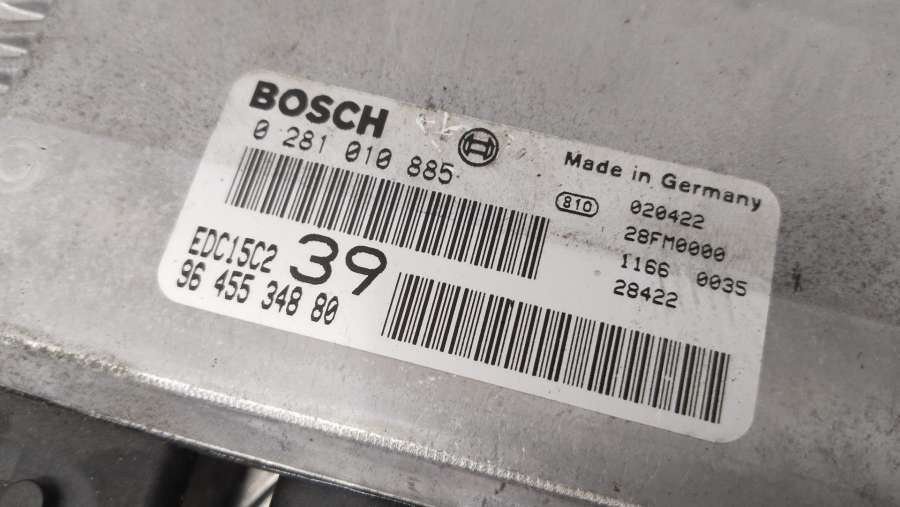 BOSCH
0 281 010 885
Made in Germany
810 020422
28FM0000
1166 0035
28422
EDC15C2 39
96 455 348 80